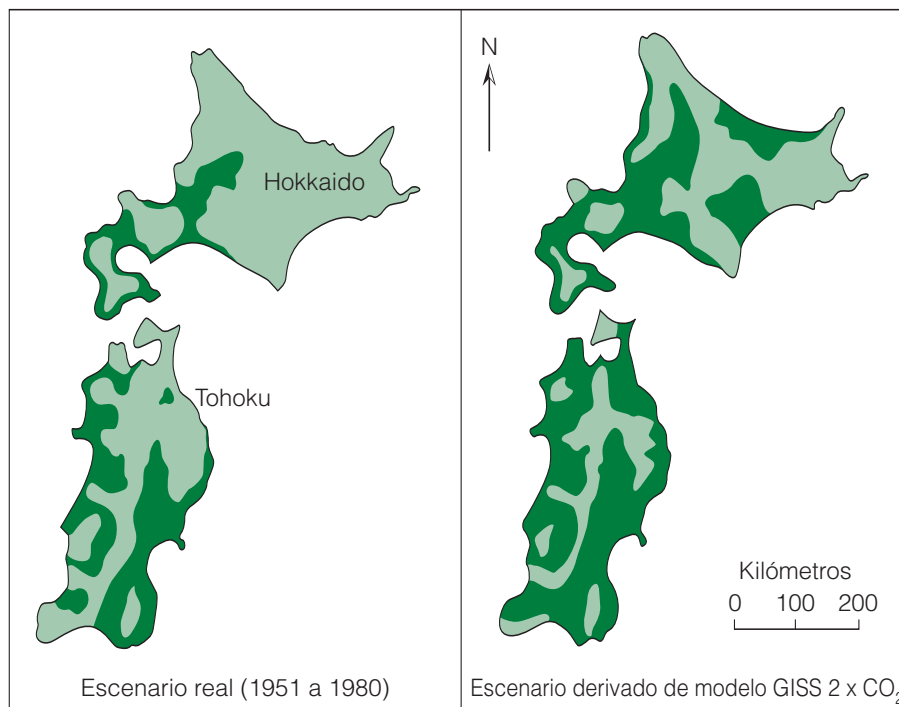 Hokkaido
Tohoku
Escenario real (1951 a 1980)
N
Kilómetros
0 100 200
Escenario derivado de modelo GISS 2 x CO₂